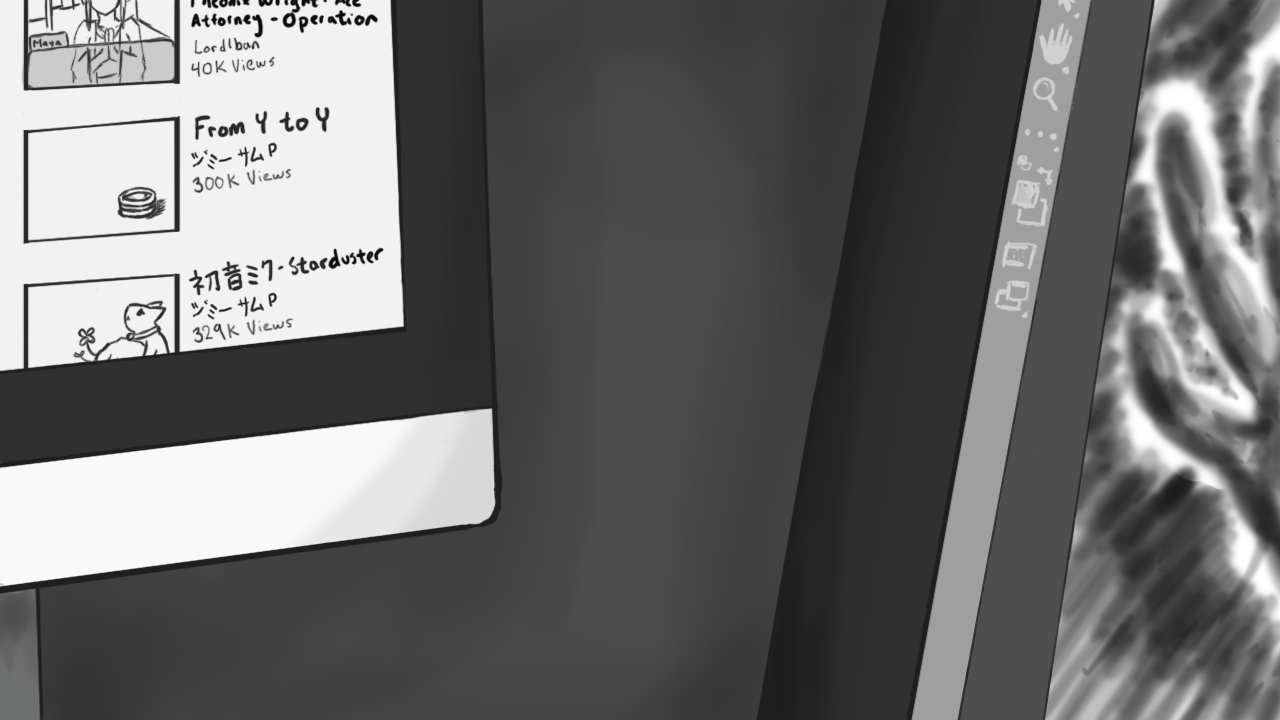 Phoenix Wright: Ace
Attorney - Operation
Maya
Lordlban
40K Views
From Y to Y
ジミーサムP
300K Views
初音ミク - Starduster
ジミーサムP
329K Views